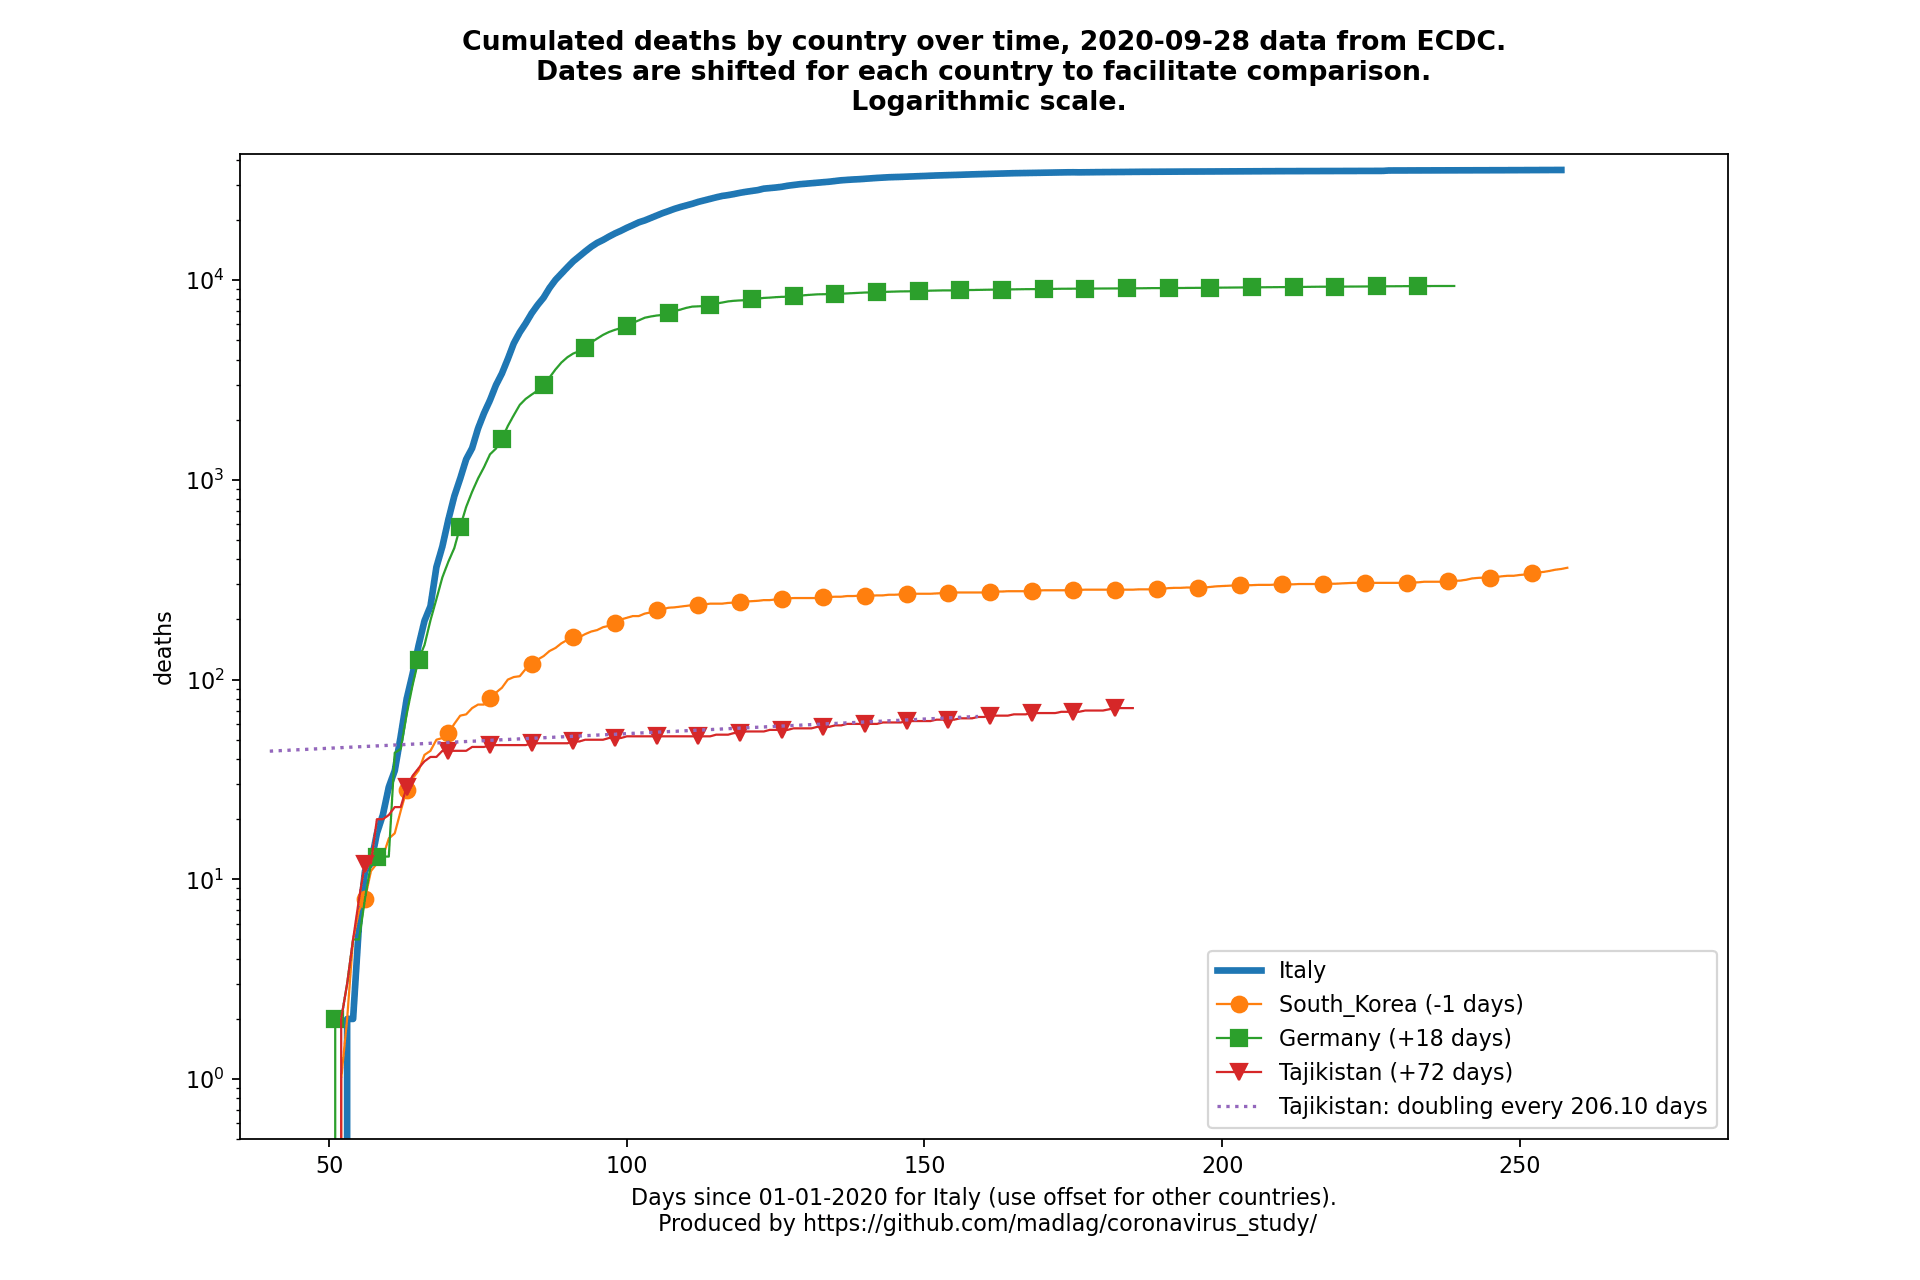 Cumulated deaths by country over time, 2020-09-28 data from ECDC.
Dates are shifted for each country to facilitate comparison.
Logarithmic scale.
deaths
10⁴
10³
10²
10¹
10⁰
50
100
150
200
250
Italy
South_Korea (-1 days)
Germany (+18 days)
Tajikistan (+72 days)
Tajikistan: doubling every 206.10 days
Days since 01-01-2020 for Italy (use offset for other countries).
Produced by https://github.com/madlag/coronavirus_study/